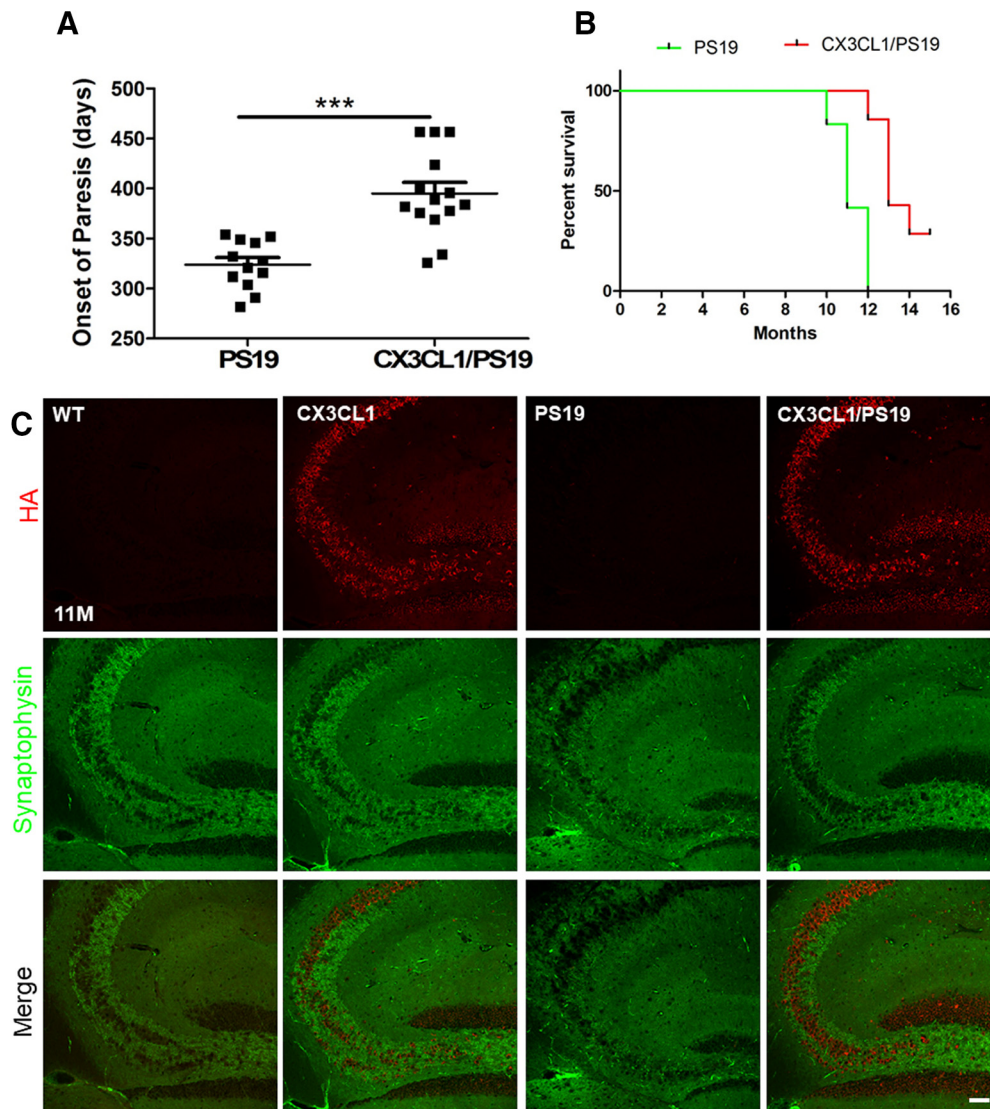 A
Onset of Paresis (days)
500
450
400
350
300
250
***
PS19
CX3CL1/PS19
B
PS19
CX3CL1/PS19
Percent survival
100
50
0
0 2 4 6 8 10 12 14 16
Months
C
WT
CX3CL1
PS19
CX3CL1/PS19
HA
11M
Synaptophysin
Merge